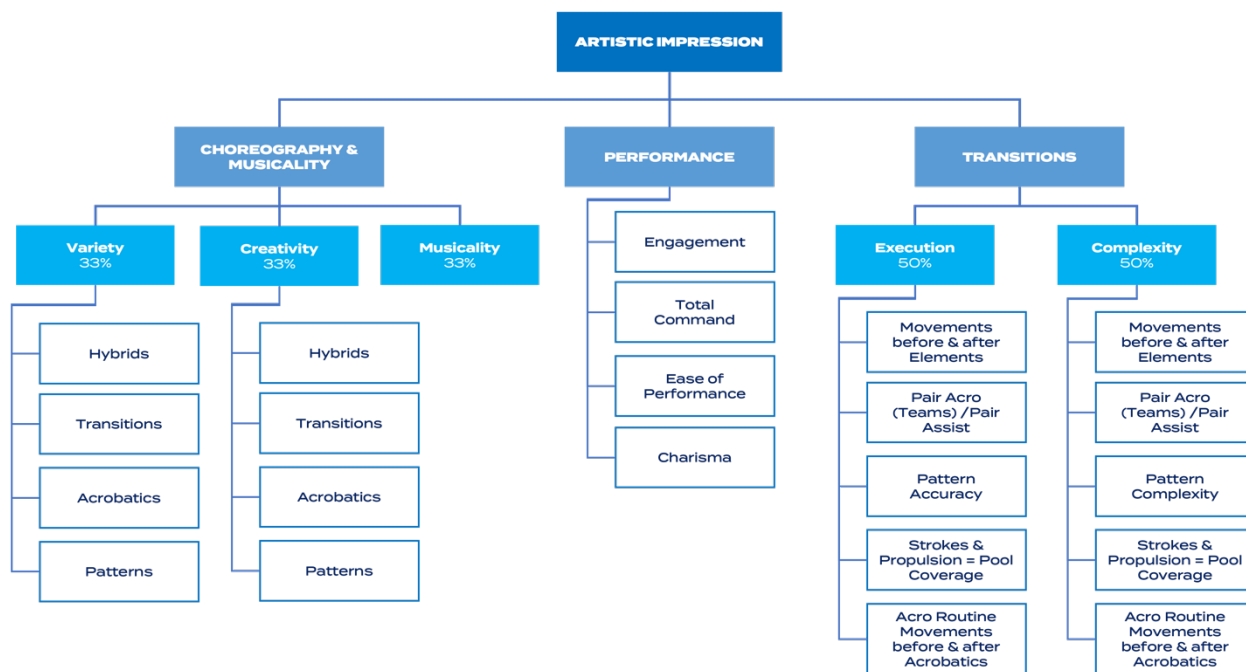 ARTISTIC IMPRESSION
CHOREOGRAPHY &
MUSICALITY
PERFORMANCE
TRANSITIONS
Variety
33%
Creativity
33%
Musicality
33%
Hybrids
Transitions
Acrobatics
Patterns
Hybrids
Transitions
Acrobatics
Patterns
Engagement
Total
Command
Ease of
Performance
Charisma
Execution
50%
Complexity
50%
Movements
before & after
Elements
Pair Acro
(Teams) /Pair
Assist
Pattern
Accuracy
Strokes &
Propulsion = Pool
Coverage
Acro Routine
Movements
before & after
Acrobatics
Movements
before & after
Elements
Pair Acro
(Teams) /Pair
Assist
Pattern
Complexity
Strokes &
Propulsion = Pool
Coverage
Acro Routine
Movements
before & after
Acrobatics